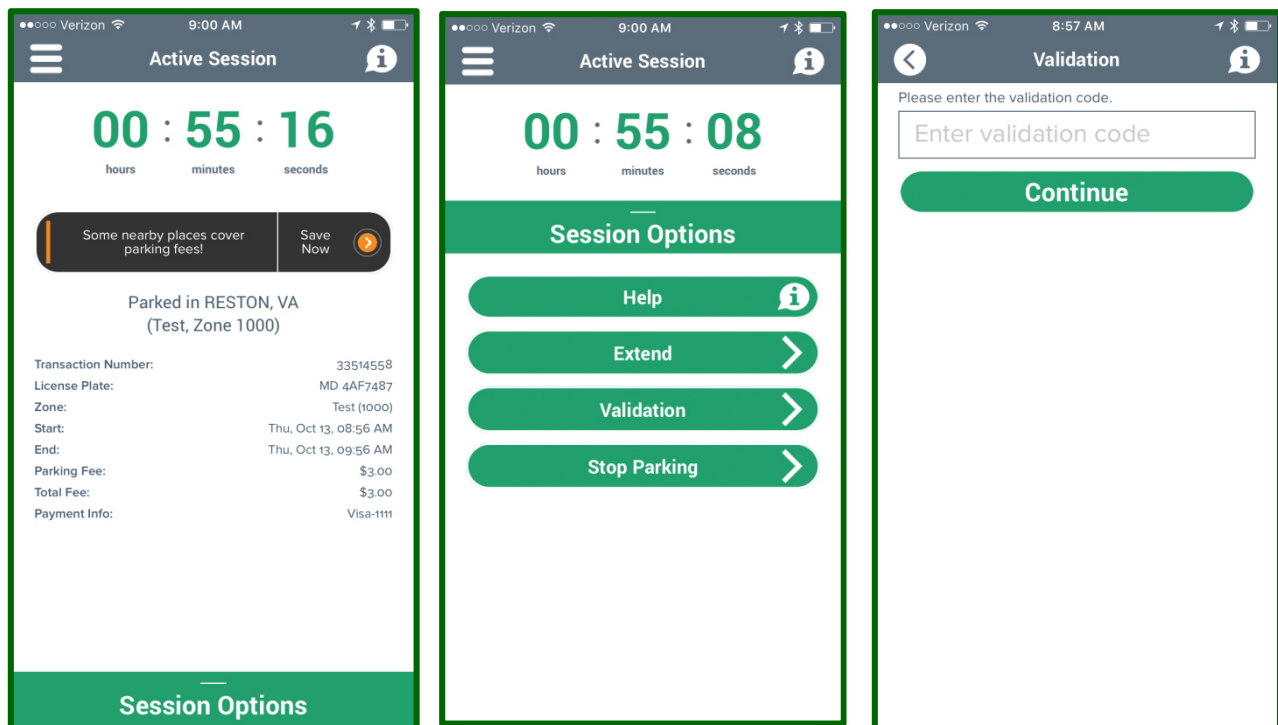 Verizon 9:00 AM
Active Session
00 : 55 : 16
hours minutes seconds
Some nearby places cover
parking fees!
Save
Now
Parked in RESTON, VA
(Test, Zone 1000)
Transaction Number: 33514558
License Plate: MD 4AF7487
Zone: Test (1000)
Start: Thu, Oct 13, 08:56 AM
End: Thu, Oct 13, 09:56 AM
Parking Fee: $3.00
Total Fee: $3.00
Payment Info: Visa-1111
Session Options
Verizon 9:00 AM
Active Session
00 : 55 : 08
hours minutes seconds
Session Options
Help
Extend
Validation
Stop Parking
Verizon 8:57 AM
Validation
Please enter the validation code.
Enter validation code
Continue